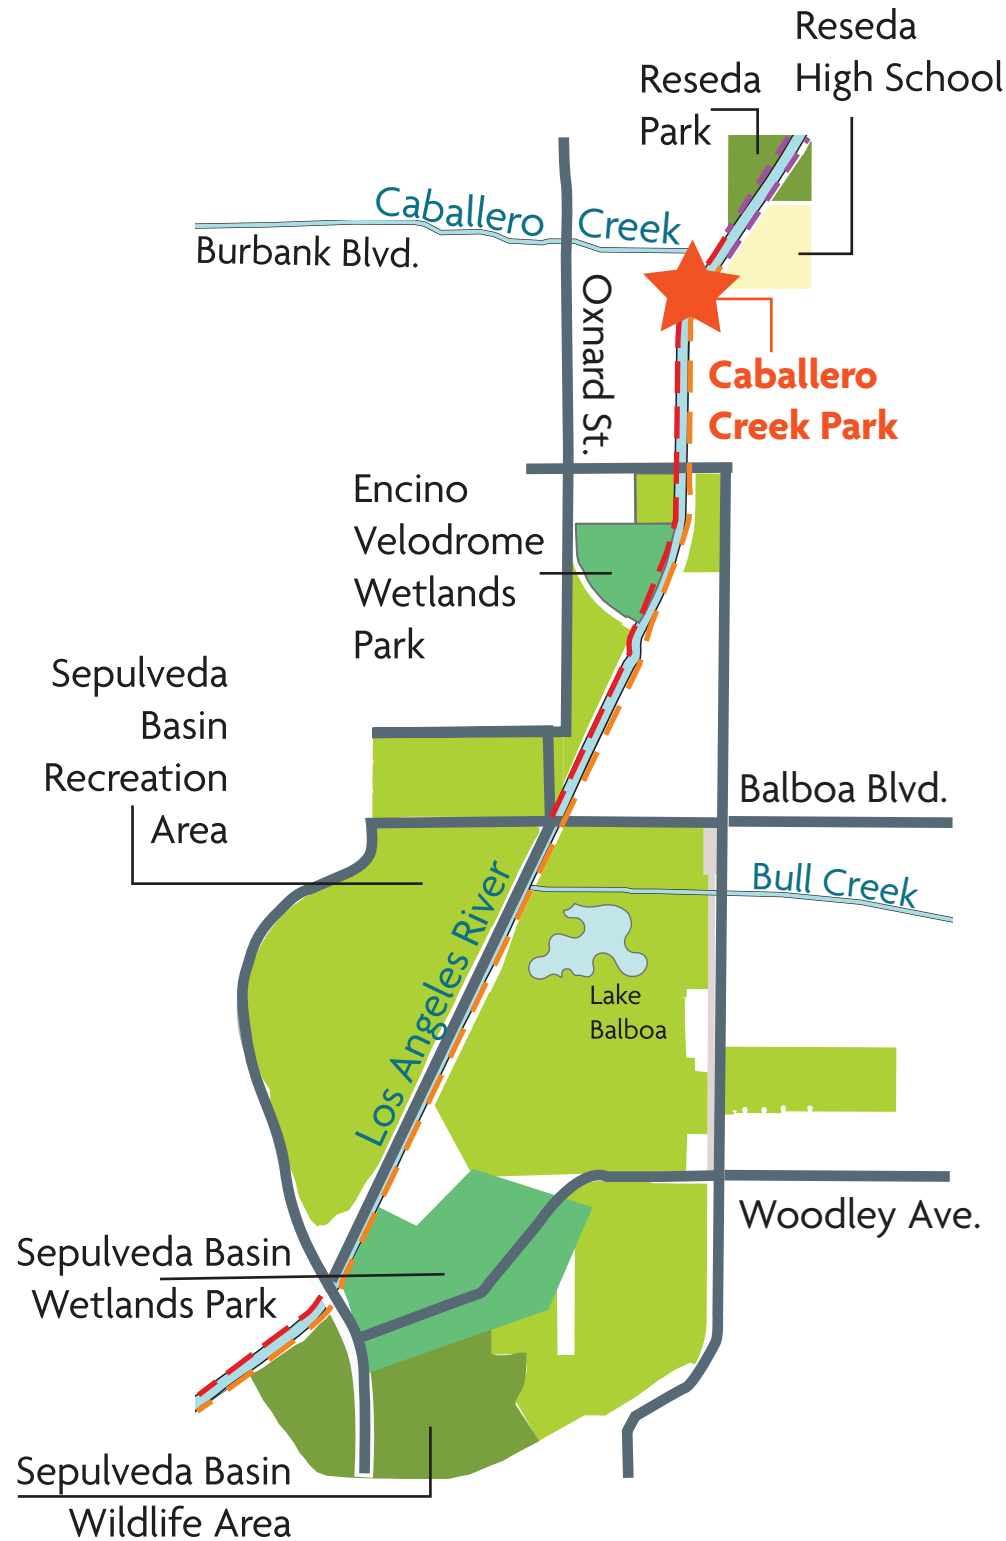 Reseda
High School
Reseda
Park
Caballero Creek
Burbank Blvd.
Oxnard St.
Caballero
Creek Park
Encino
Velodrome
Wetlands
Park
Sepulveda
Basin
Recreation
Area
Balboa Blvd.
Bull Creek
Los Angeles River
Lake
Balboa
Woodley Ave.
Sepulveda Basin
Wetlands Park
Sepulveda Basin
Wildlife Area